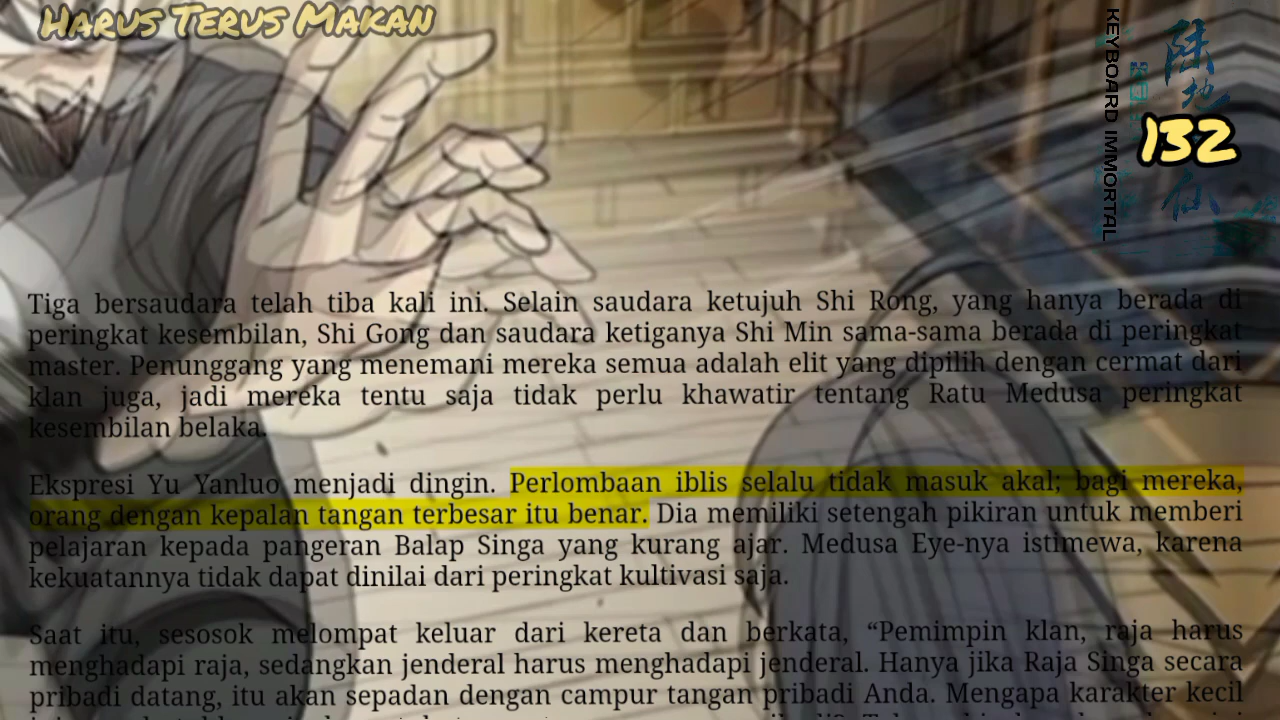 HARUS TERUS MAKAN
KEYBOARD IMMORTAL
陆地
仙
132
Tiga bersaudara telah tiba kali ini. Selain saudara ketujuh Shi Rong, yang hanya berada di
peringkat kesembilan, Shi Gong dan saudara ketiganya Shi Min sama-sama berada di peringkat
master. Penunggang yang menemani mereka semua adalah elit yang dipilih dengan cermat dari
klan juga, jadi mereka tentu saja tidak perlu khawatir tentang Ratu Medusa peringkat
kesembilan belaka.
Ekspresi Yu Yanluo menjadi dingin. Perlombaan iblis selalu tidak masuk akal; bagi mereka,
orang dengan kepalan tangan terbesar itu benar. Dia memiliki setengah pikiran untuk memberi
pelajaran kepada pangeran Balap Singa yang kurang ajar. Medusa Eye-nya istimewa, karena
kekuatannya tidak dapat dinilai dari peringkat kultivasi saja.
Saat itu, sesosok melompat keluar dari kereta dan berkata, “Pemimpin klan, raja harus
menghadapi raja, sedangkan jenderal harus menghadapi jenderal. Hanya jika Raja Singa secara
pribadi datang, itu akan sepadan dengan campur tangan pribadi Anda. Mengapa karakter kecil